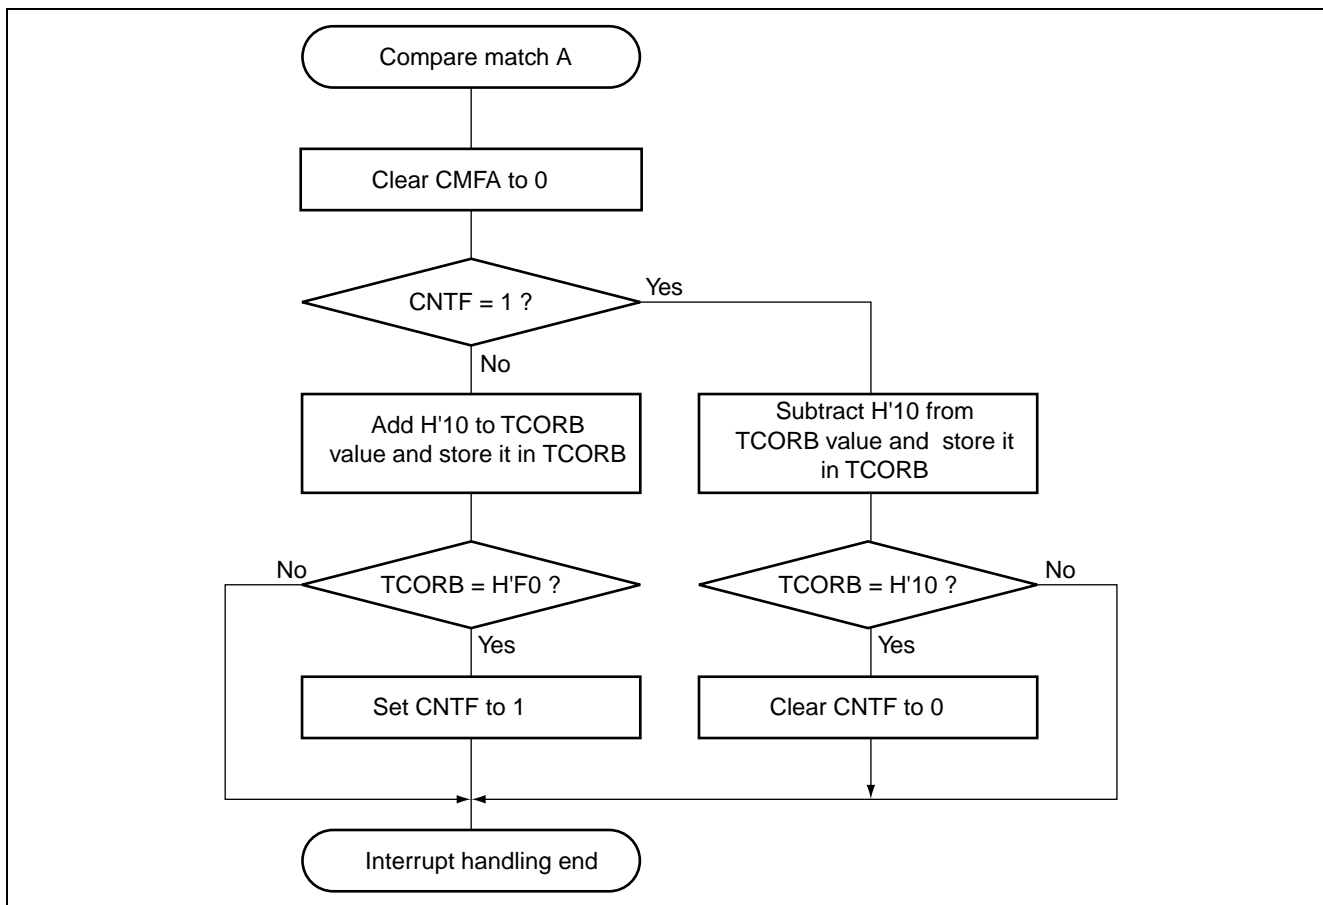 Compare match A
Clear CMFA to 0
CNTF = 1 ?
Yes
No
Add H'10 to TCORB
value and store it in TCORB
Subtract H'10 from
TCORB value and  store it
in TCORB
No
TCORB = H'F0 ?
TCORB = H'10 ?
No
Yes
Yes
Set CNTF to 1
Clear CNTF to 0
Interrupt handling end